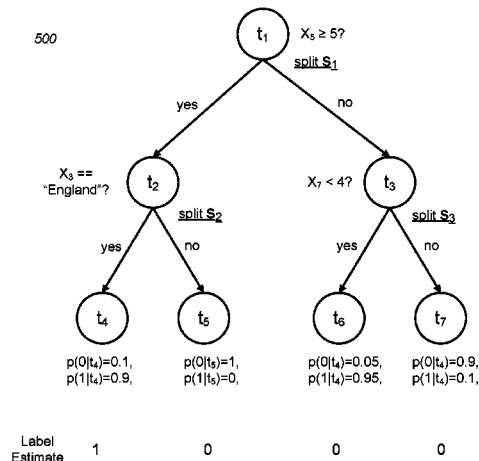 500
t1
X5 ≥ 5?
split S1
yes
no
X3 ==
"England"?
t2
X7 < 4?
t3
split S2
split S3
yes
no
yes
no
t4
t5
t6
t7
p(0|t4)=0.1,
p(1|t4)=0.9,
p(0|t5)=1,
p(1|t5)=0,
p(0|t4)=0.05,
p(1|t4)=0.95,
p(0|t4)=0.9,
p(1|t4)=0.1,
Label
Estimate
1
0
0
0